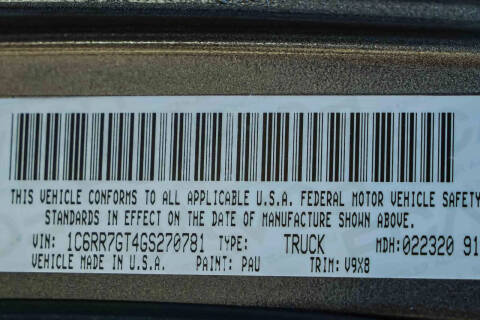 THIS VEHICLE CONFORMS TO ALL APPLICABLE U.S.A. FEDERAL MOTOR VEHICLE SAFETY
STANDARDS IN EFFECT ON THE DATE OF MANUFACTURE SHOWN ABOVE.
VIN: 1C6RR7GT4GS270781 TYPE: TRUCK MDH:022320 91
VEHICLE MADE IN U.S.A. PAINT: PAU TRIM: V9X8